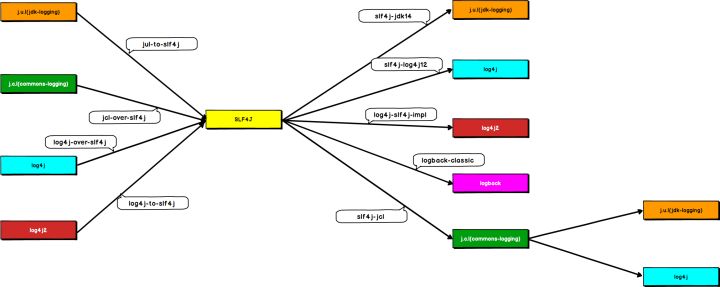 j.u.l(jdk-logging)
jul-to-slf4j
j.c.l(commons-logging)
jcl-over-slf4j
log4j-over-slf4j
log4j
log4j-to-slf4j
log4j2
SLF4J
slf4j-jdk14
j.u.l(jdk-logging)
slf4j-log4j12
log4j
log4j-slf4j-impl
log4j2
logback-classic
logback
slf4j-jcl
j.c.l(commons-logging)
j.u.l(jdk-logging)
log4j